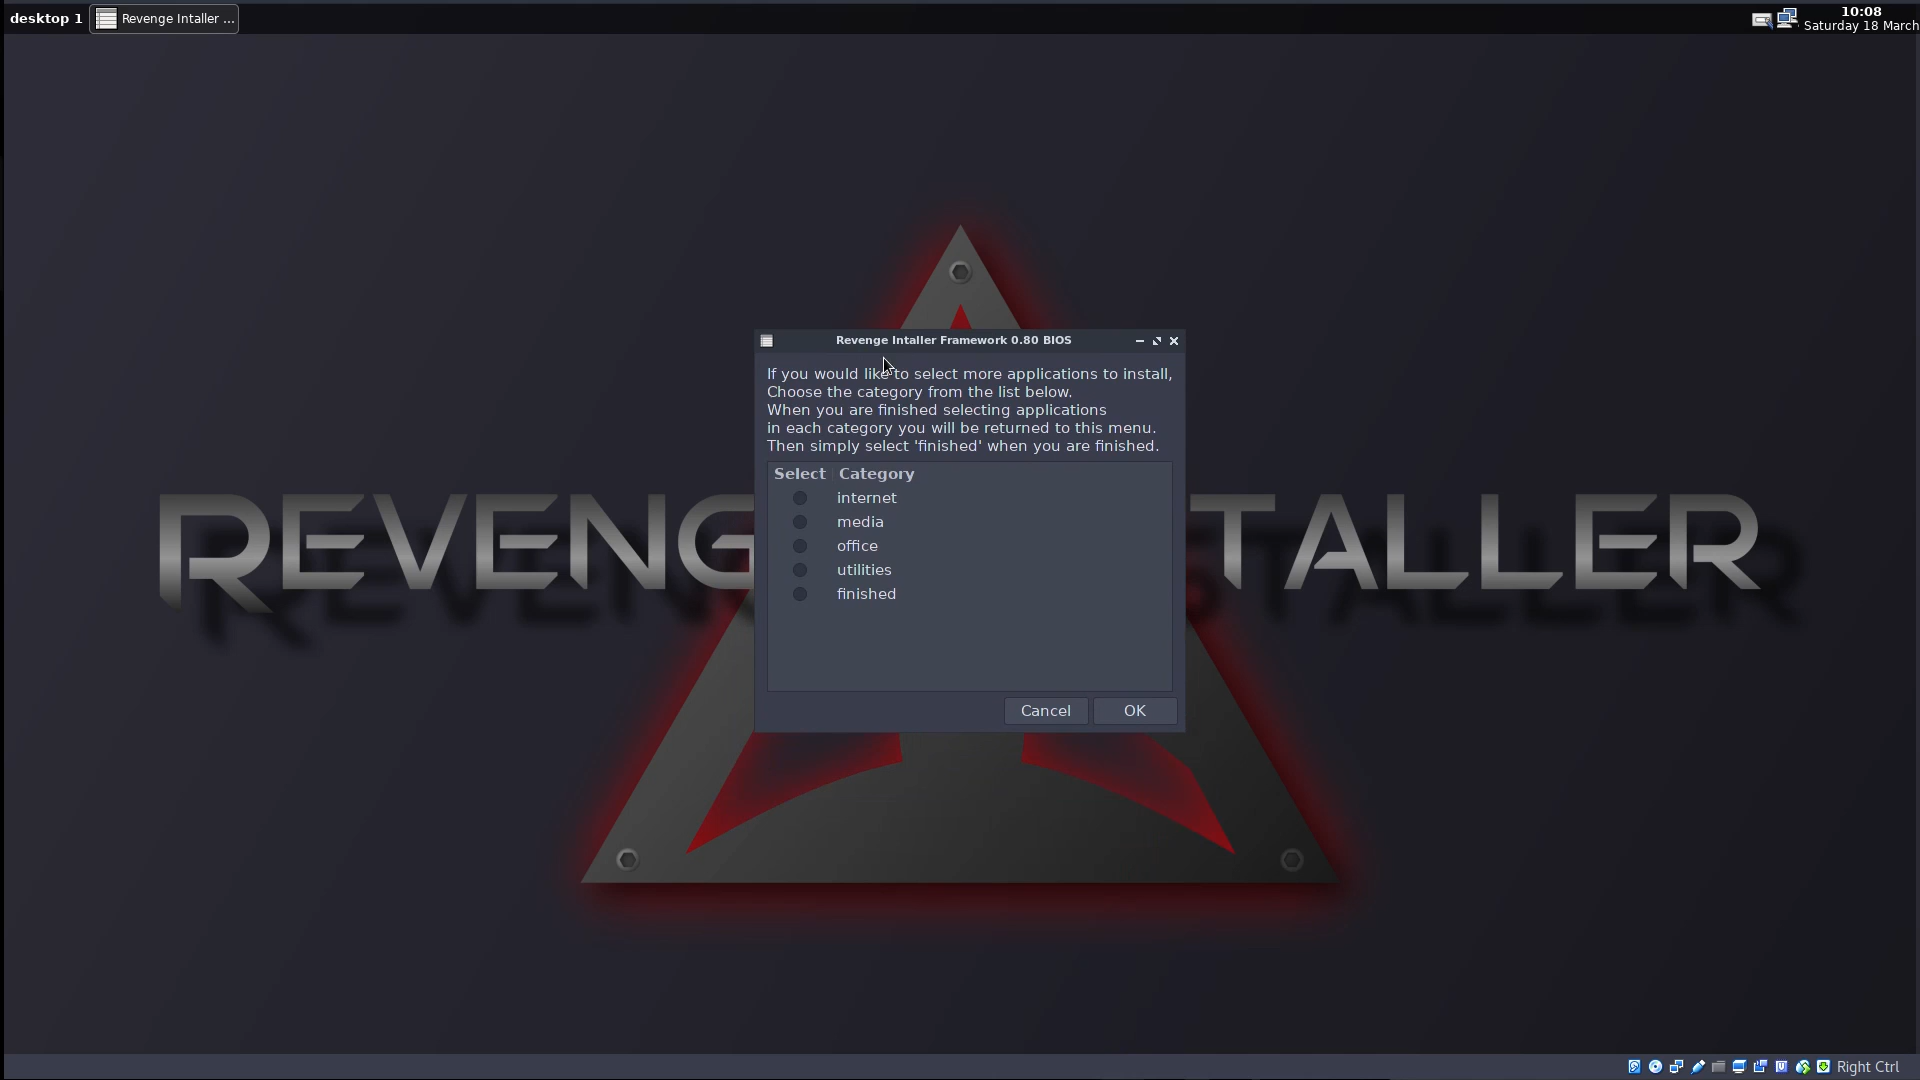 desktop 1
Revenge Intaller ...
10:08
Saturday 18 March
Revenge Intaller Framework 0.80 BIOS
If you would like to select more applications to install,
Choose the category from the list below.
When you are finished selecting applications
in each category you will be returned to this menu.
Then simply select 'finished' when you are finished.
Select Category
internet
media
office
utilities
finished
Cancel OK
REVENG TALLER
Right Ctrl